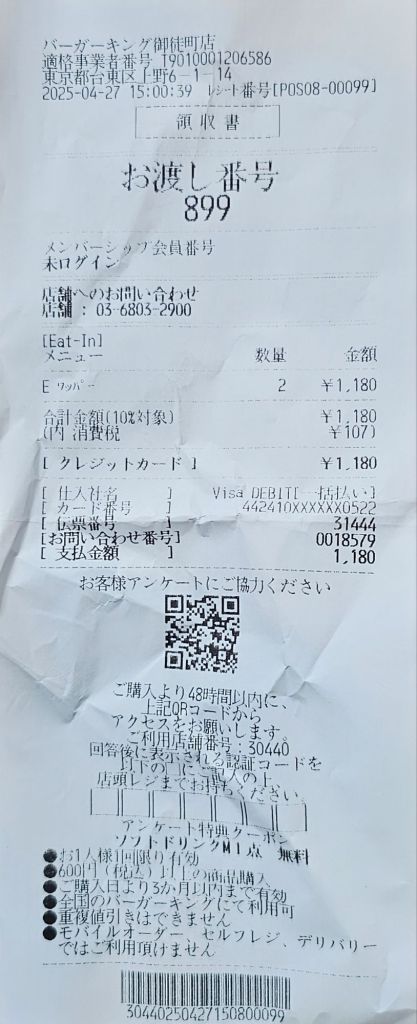 バーガーキング御徒町店
適格事業者番号 T9010001206586
東京都台東区上野6-1-14
2025-04-27 15:00:39 レシート番号[POS08-00099]
領収書
お渡し番号
899
メンバーシップ会員番号
未ログイン
店舗へのお問い合わせ
店舗 : 03-6803-2900
[Eat-In]
メニュー 数量 金額
E ワッパー 2 ¥1,180
合計金額(10%対象) ¥1,180
(内 消費税 ¥107)
[ クレジットカード ] ¥1,180
[ 仕入社名 ] Visa DEBIT[一括払い]
[ カード番号 ] 442410XXXXXX0522
[ 伝票番号 ] 31444
[お問い合わせ番号] 0018579
[ 支払金額 ] 1,180
お客様アンケートにご協力ください
ご購入より48時間以内に、
上記QRコードから
アクセスをお願いします。
ご利用店舗番号:30440
回答後に表示される認証コードを
以下の□にご記入の上、
店頭レジまでお持ちください。
アンケート特典クーポン
ソフトドリンクM1点 無料
●お1人様1回限り有効
●600円(税込)以上の商品購入
●ご購入日より3か月以内まで有効
●全国のバーガーキングにて利用可
●重複値引きはできません
●モバイルオーダー、セルフレジ、デリバリー
ではご利用頂けません
30440250427150800099